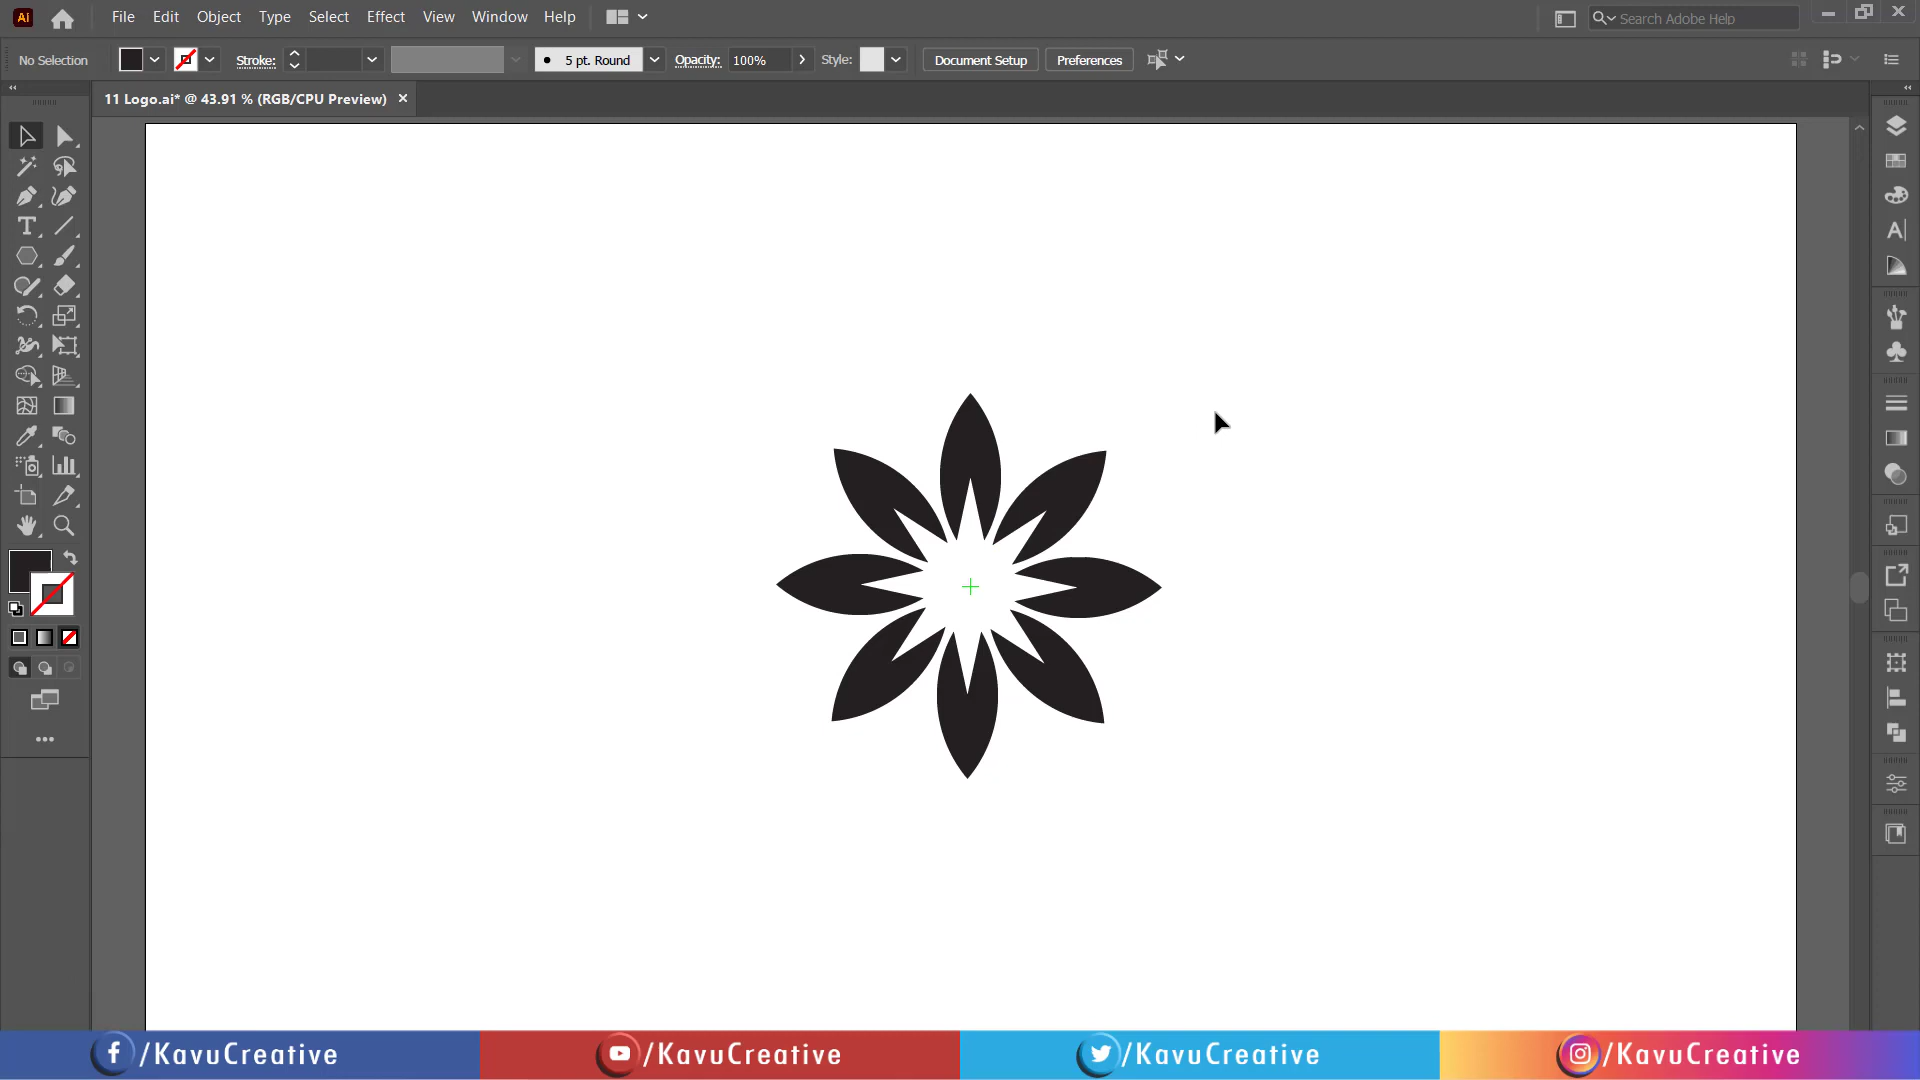 Ai File Edit Object Type Select Effect View Window Help Search Adobe Help
No Selection Stroke: 5 pt. Round Opacity: 100% Style: Document Setup Preferences
11 Logo.ai* @ 43.91 % (RGB/CPU Preview)
/KavuCreative /KavuCreative /KavuCreative /KavuCreative